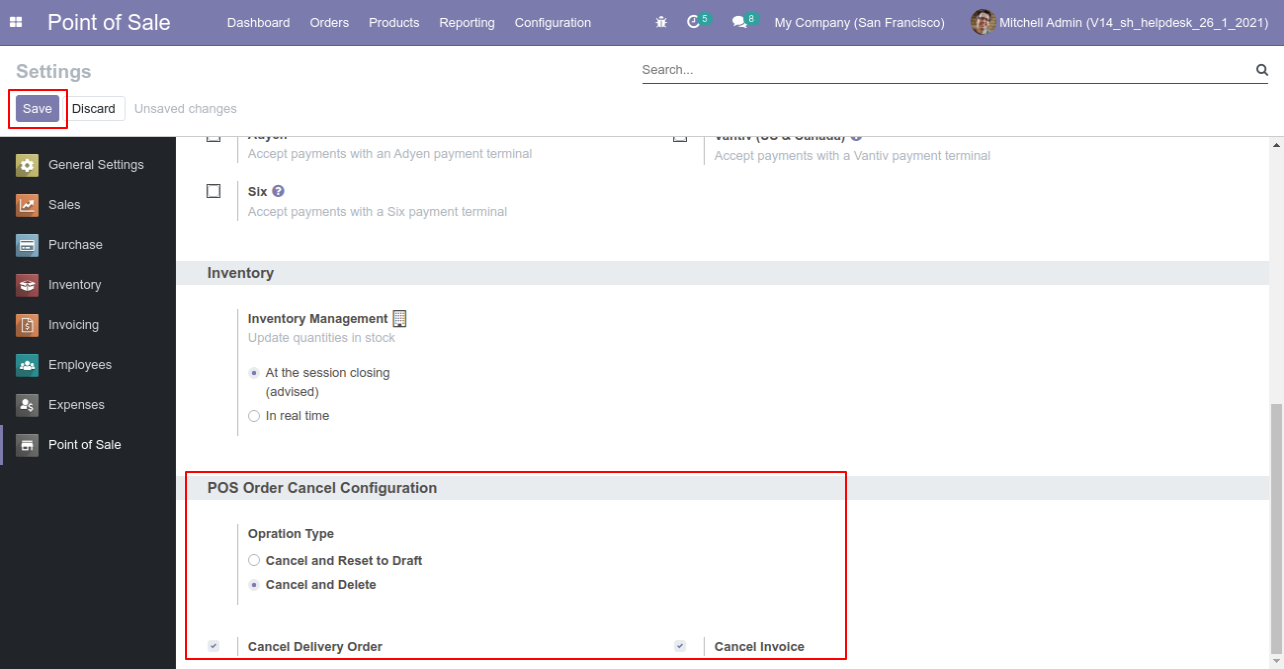 Point of Sale Dashboard Orders Products Reporting Configuration 5 8 My Company (San Francisco) Mitchell Admin (V14_sh_helpdesk_26_1_2021)
Settings
Search...
Save Discard Unsaved changes
General Settings
Sales
Purchase
Inventory
Invoicing
Employees
Expenses
Point of Sale
Adyen
Accept payments with an Adyen payment terminal
Vantiv (US & Canada) ?
Accept payments with a Vantiv payment terminal
Six ?
Accept payments with a Six payment terminal
Inventory
Inventory Management
Update quantities in stock
At the session closing
(advised)
In real time
POS Order Cancel Configuration
Opration Type
Cancel and Reset to Draft
Cancel and Delete
Cancel Delivery Order
Cancel Invoice